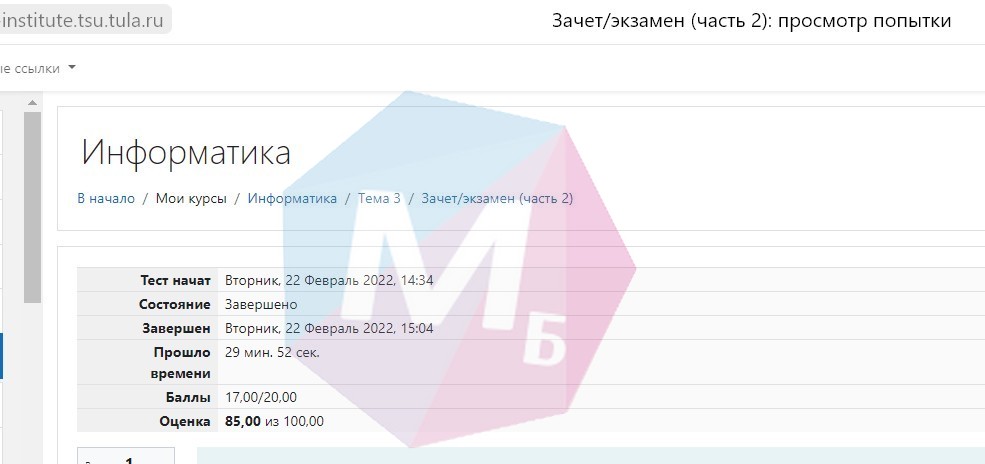 institute.tsu.tula.ru
Зачет/экзамен (часть 2): просмотр попытки
ые ссылки
Информатика
В начало / Мои курсы / Информатика / Тема 3 / Зачет/экзамен (часть 2)
Тест начат Вторник, 22 Февраль 2022, 14:34
Состояние Завершено
Завершен Вторник, 22 Февраль 2022, 15:04
Прошло времени 29 мин. 52 сек.
Баллы 17,00/20,00
Оценка 85,00 из 100,00
МБ
1